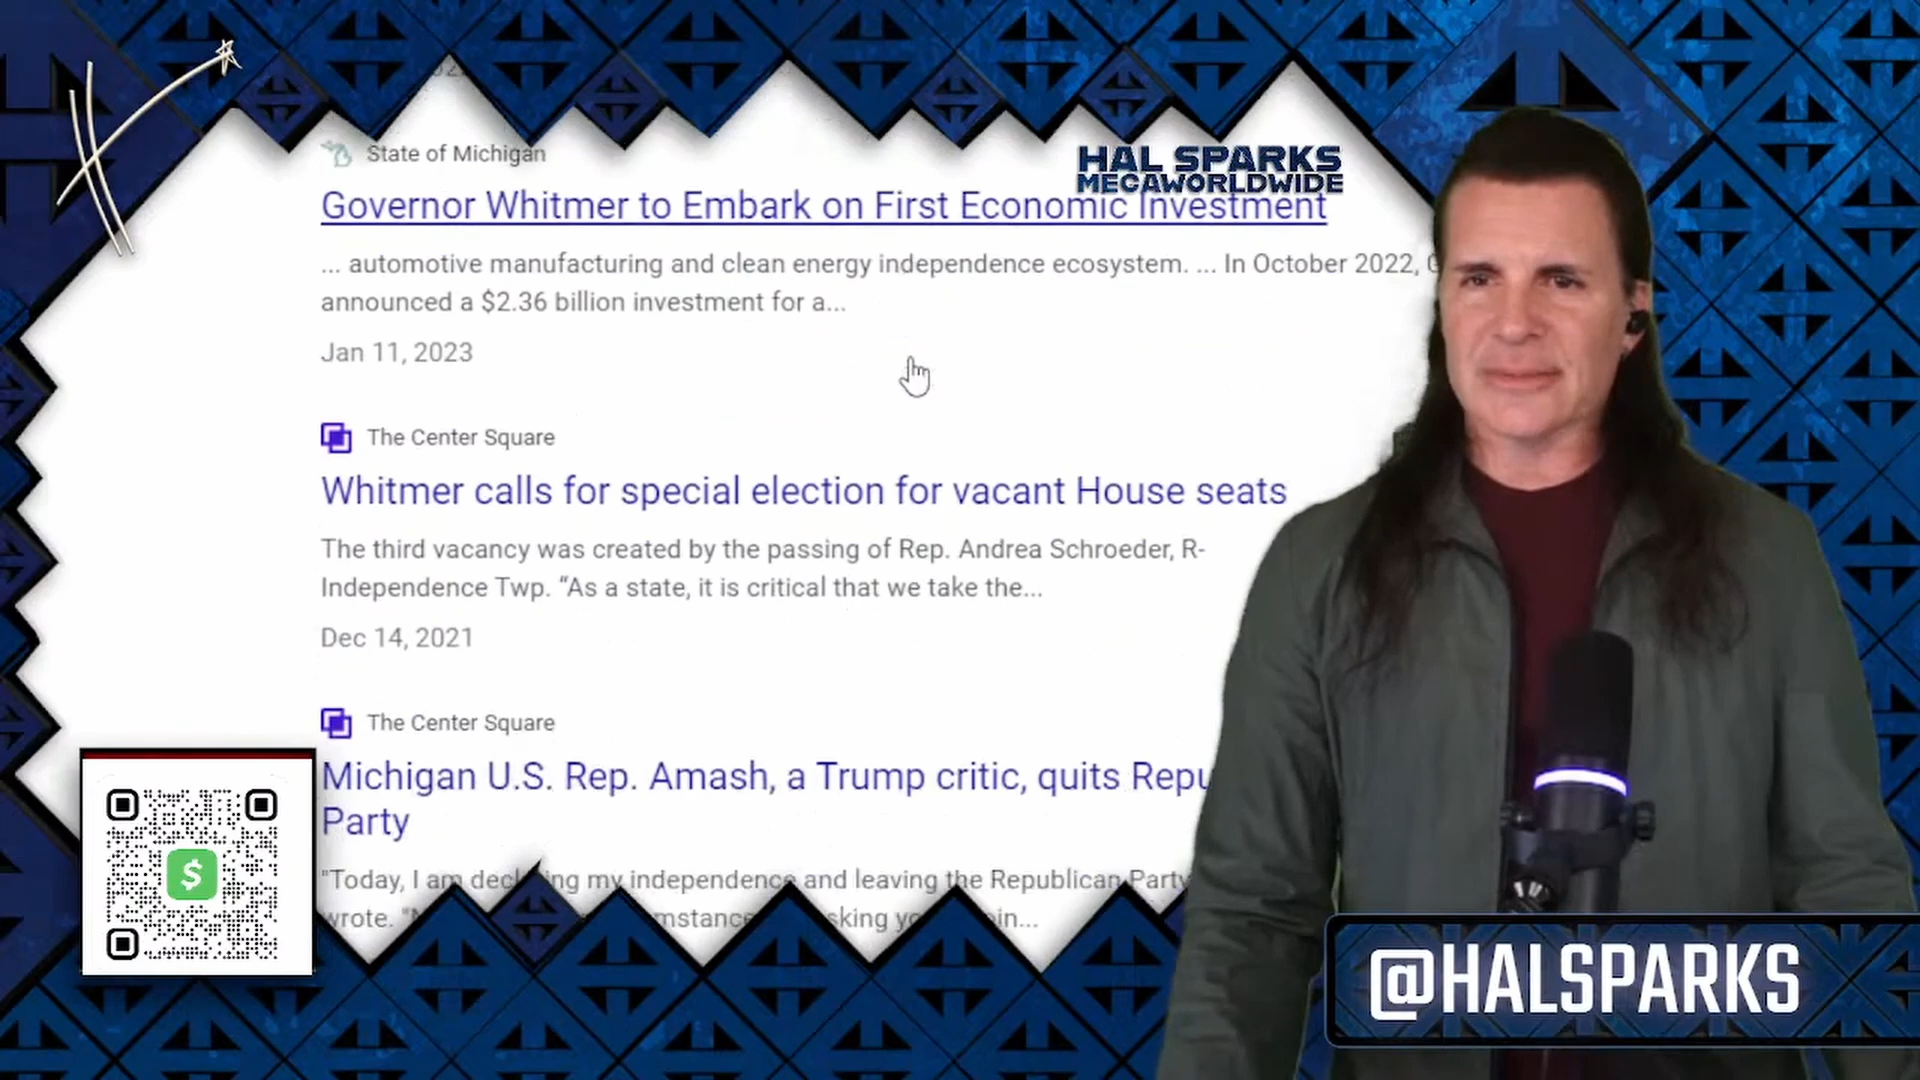 State of Michigan
HAL SPARKS
MEGAWORLDWIDE
Governor Whitmer to Embark on First Economic Investment
... automotive manufacturing and clean energy independence ecosystem. ... In October 2022,
announced a $2.36 billion investment for a...
Jan 11, 2023
The Center Square
Whitmer calls for special election for vacant House seats
The third vacancy was created by the passing of Rep. Andrea Schroeder, R-
Independence Twp. “As a state, it is critical that we take the...
Dec 14, 2021
The Center Square
Michigan U.S. Rep. Amash, a Trump critic, quits Repu
Party
"Today, I am ing my independence and leaving the Republican Party
wrote.
$
@HALSPARKS